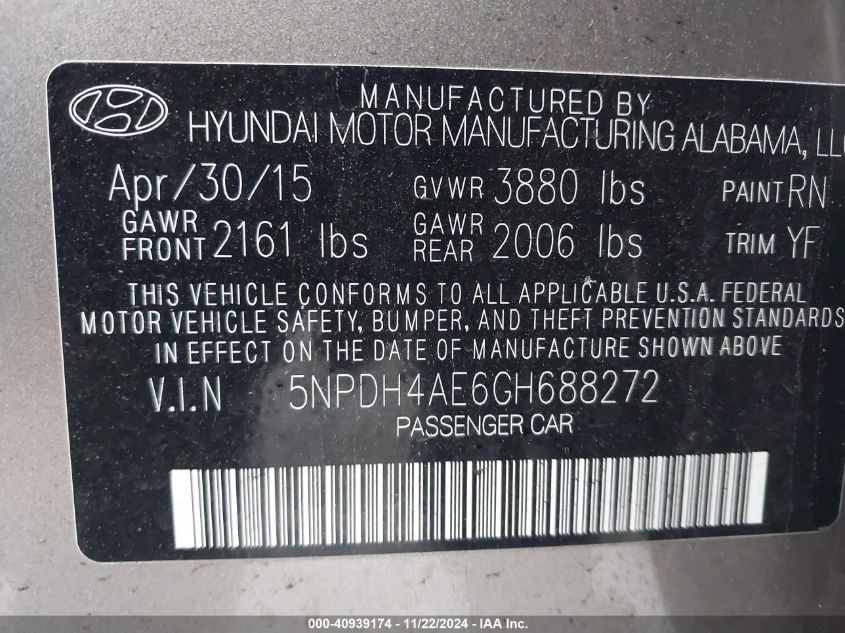 MANUFACTURED BY
HYUNDAI MOTOR MANUFACTURING ALABAMA, LLC
Apr/30/15 GVWR 3880 lbs PAINT RN
GAWR FRONT 2161 lbs GAWR REAR 2006 lbs TRIM YF
THIS VEHICLE CONFORMS TO ALL APPLICABLE U.S.A. FEDERAL
MOTOR VEHICLE SAFETY, BUMPER, AND THEFT PREVENTION STANDARDS
IN EFFECT ON THE DATE OF MANUFACTURE SHOWN ABOVE
V.I.N 5NPDH4AE6GH688272
PASSENGER CAR
000-40939174 - 11/22/2024 - IAA Inc.